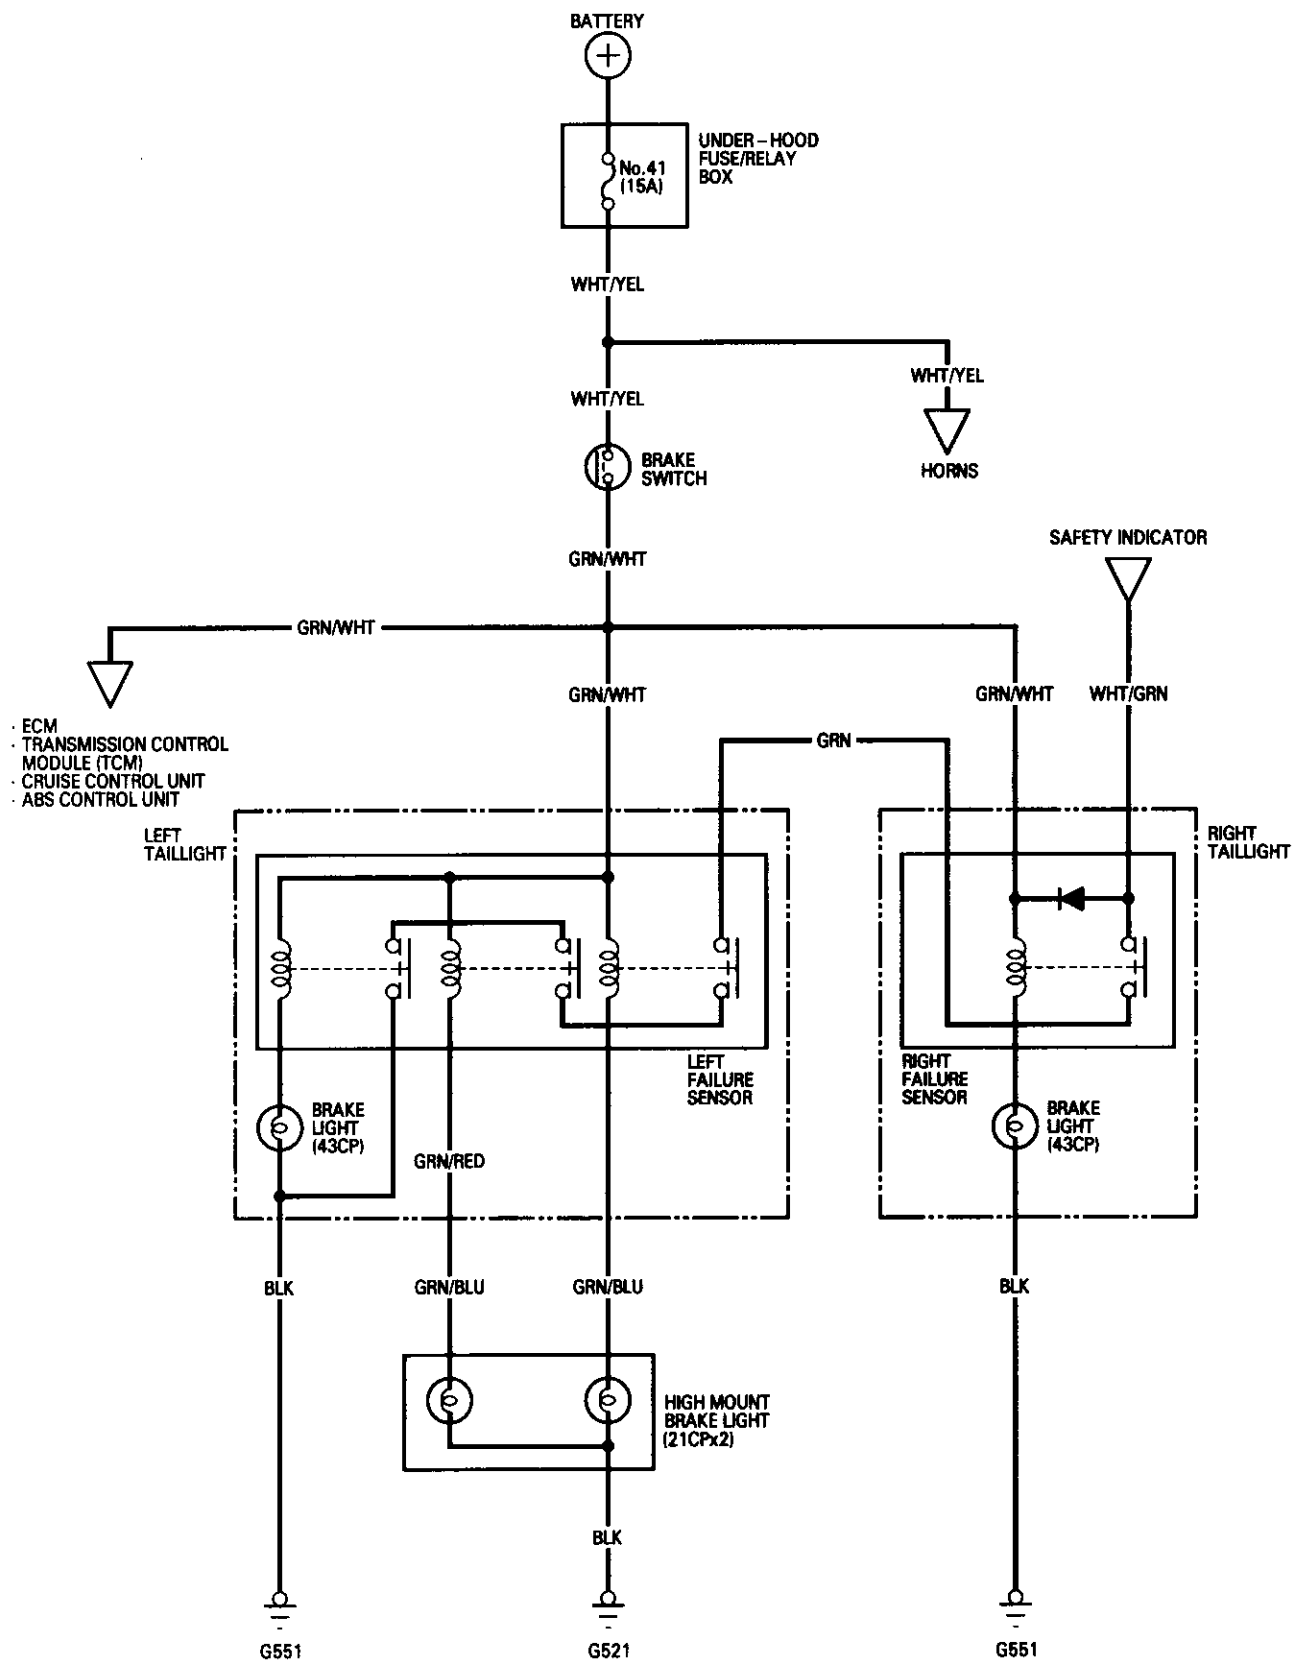 BATTERY
UNDER-HOOD
FUSE/RELAY
BOX
No.41
(15A)
WHT/YEL
WHT/YEL
WHT/YEL
BRAKE
SWITCH
HORNS
GRN/WHT
SAFETY INDICATOR
GRN/WHT
GRN/WHT
GRN/WHT
WHT/GRN
· ECM
· TRANSMISSION CONTROL
MODULE (TCM)
· CRUISE CONTROL UNIT
· ABS CONTROL UNIT
GRN
LEFT
TAILLIGHT
RIGHT
TAILLIGHT
LEFT
FAILURE
SENSOR
RIGHT
FAILURE
SENSOR
BRAKE
LIGHT
(43CP)
BRAKE
LIGHT
(43CP)
GRN/RED
BLK
GRN/BLU
GRN/BLU
BLK
HIGH MOUNT
BRAKE LIGHT
(21CPx2)
BLK
G551
G521
G551